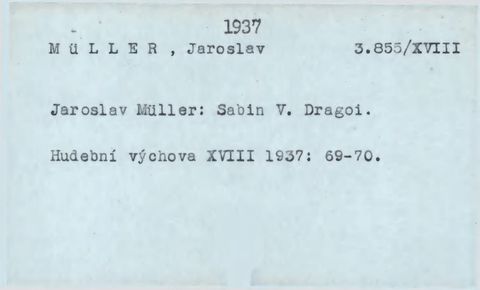 1937
M ü L L E R , Jaroslav 3.855/XVIII
Jaroslav Müller: Sabin V. Dragoi.
Hudební výchova XVIII 1937: 69-70.